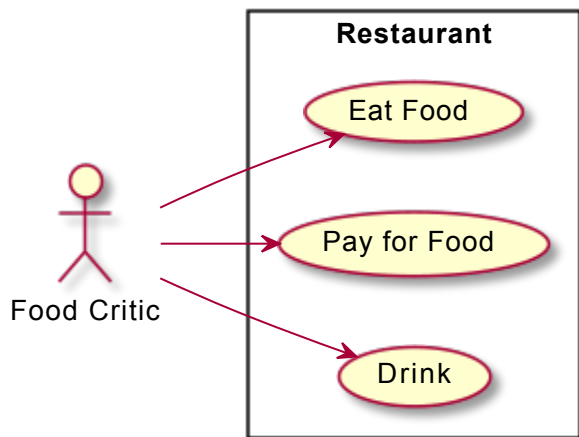 Restaurant
Eat Food
Pay for Food
Food Critic
Drink